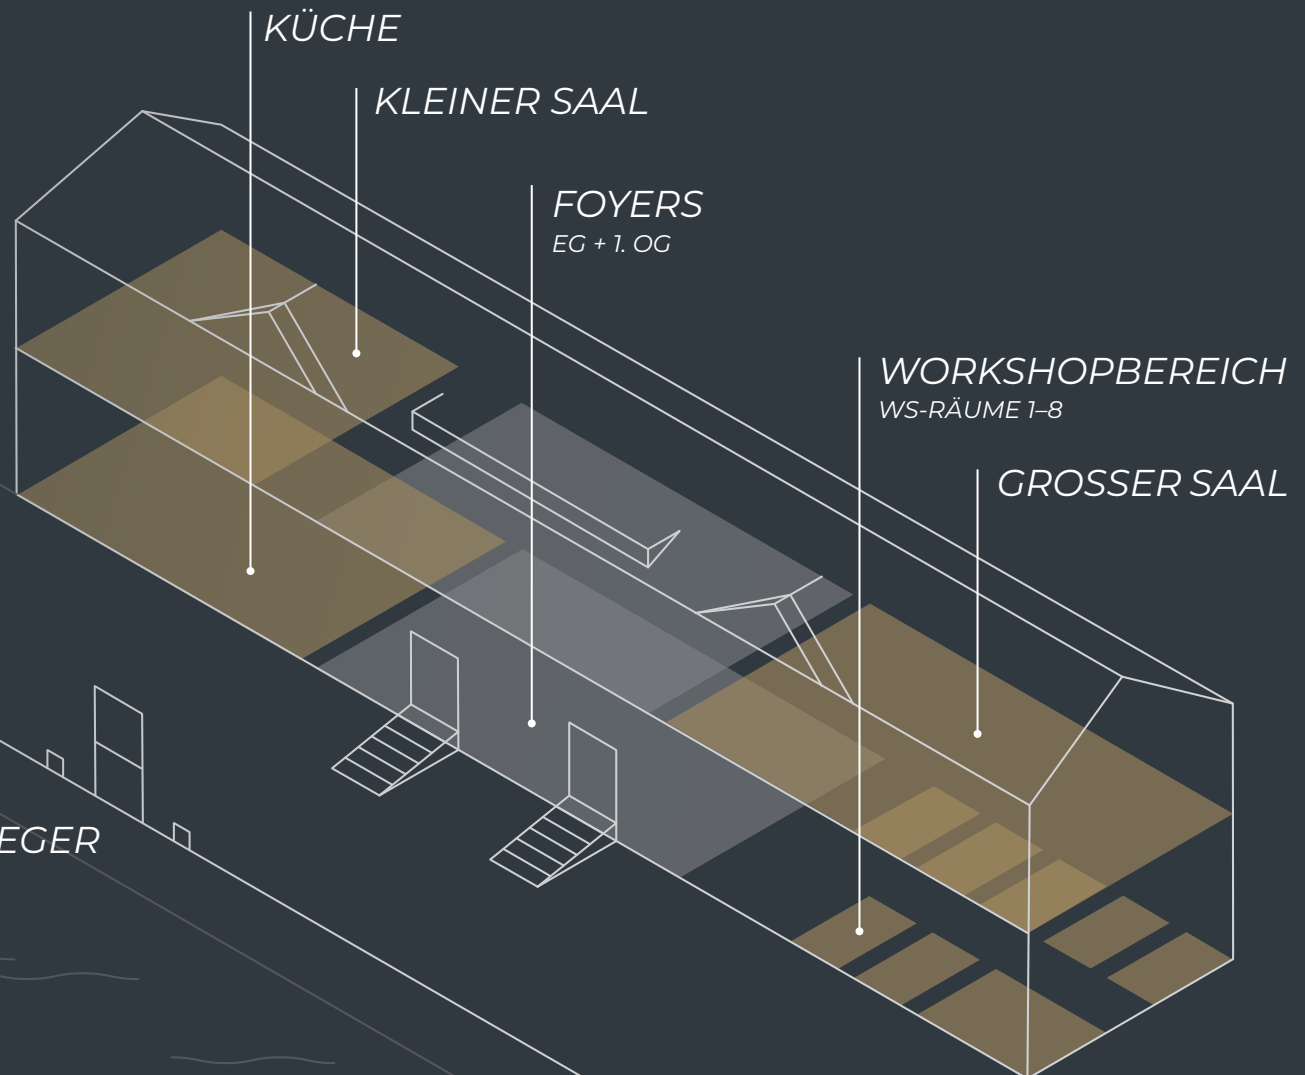 KÜCHE
KLEINER SAAL
FOYERS
EG + 1. OG
WORKSHOPBEREICH
WS-RÄUME 1–8
GROSSER SAAL
EGER